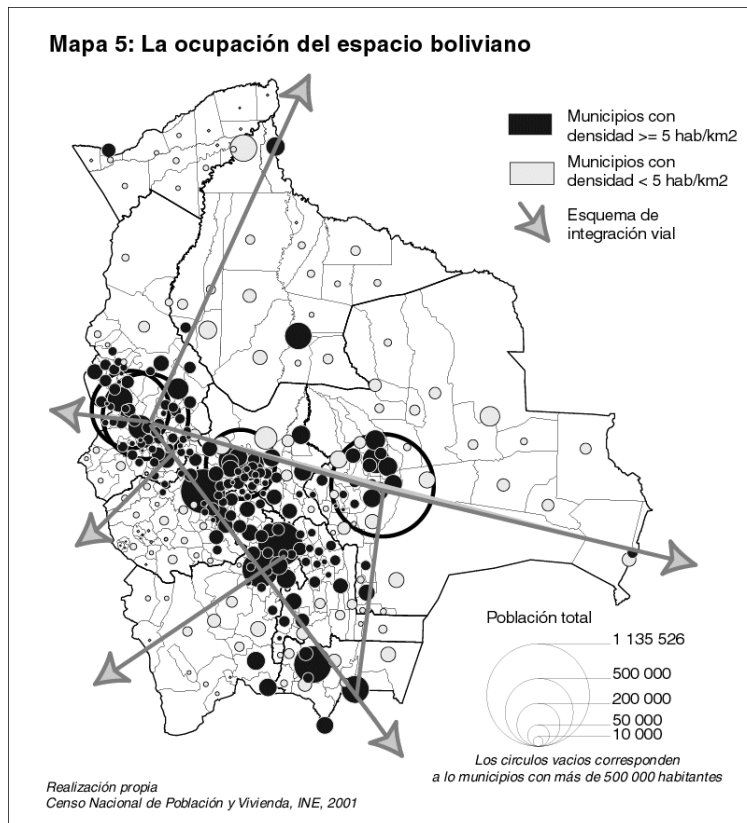 Mapa 5: La ocupación del espacio boliviano
Municipios con
densidad >= 5 hab/km2
Municipios con
densidad < 5 hab/km2
Esquema de
integración vial
Población total
1 135 526
500 000
200 000
50 000
10 000
Los circulos vacios corresponden
a lo municipios con más de 500 000 habitantes
Realización propia
Censo Nacional de Población y Vivienda, INE, 2001